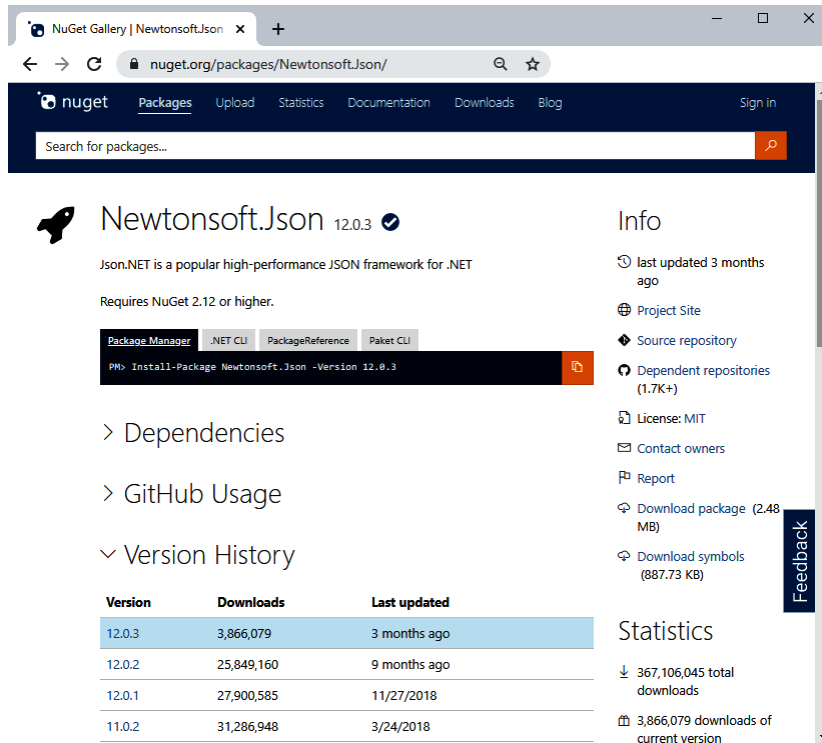 NuGet Gallery | Newtonsoft.Json
nuget.org/packages/Newtonsoft.Json/
nuget Packages Upload Statistics Documentation Downloads Blog Sign in
Search for packages...
Newtonsoft.Json 12.0.3
Json.NET is a popular high-performance JSON framework for .NET
Requires NuGet 2.12 or higher.
Package Manager .NET CLI PackageReference Paket CLI
PM> Install-Package Newtonsoft.Json -Version 12.0.3
Dependencies
GitHub Usage
Version History
Version Downloads Last updated
12.0.3 3,866,079 3 months ago
12.0.2 25,849,160 9 months ago
12.0.1 27,900,585 11/27/2018
11.0.2 31,286,948 3/24/2018
Info
last updated 3 months
ago
Project Site
Source repository
Dependent repositories
(1.7K+)
License: MIT
Contact owners
Report
Download package (2.48
MB)
Download symbols
(887.73 KB)
Statistics
367,106,045 total
downloads
3,866,079 downloads of
current version
Feedback